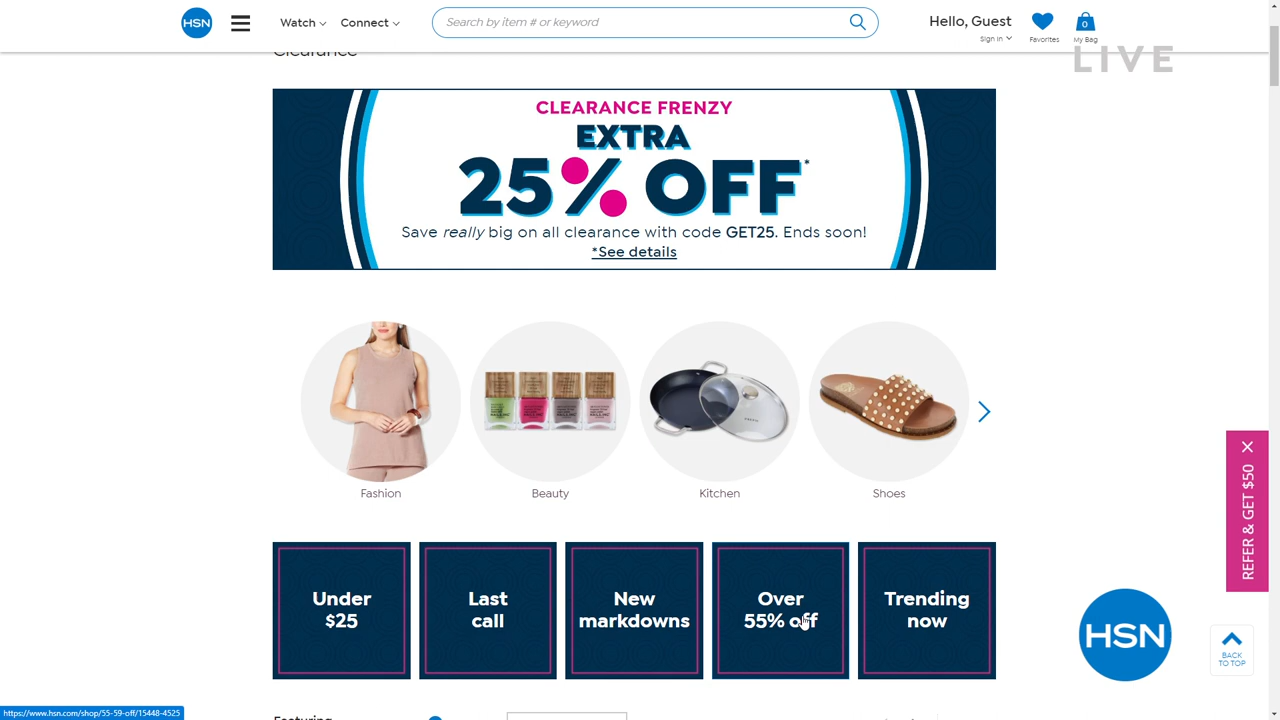 HSN
Watch
Connect
Search by item # or keyword
Hello, Guest
Sign In
Favorites
0
My Bag
Clearance
LIVE
CLEARANCE FRENZY
EXTRA
25% OFF*
Save really big on all clearance with code GET25. Ends soon!
*See details
Fashion
Beauty
Kitchen
Shoes
REFER & GET $50
Under
$25
Last
call
New
markdowns
Over
55% off
Trending
now
HSN
BACK
TO TOP
https://www.hsn.com/shop/55-59-off/15448-4525
Featuring